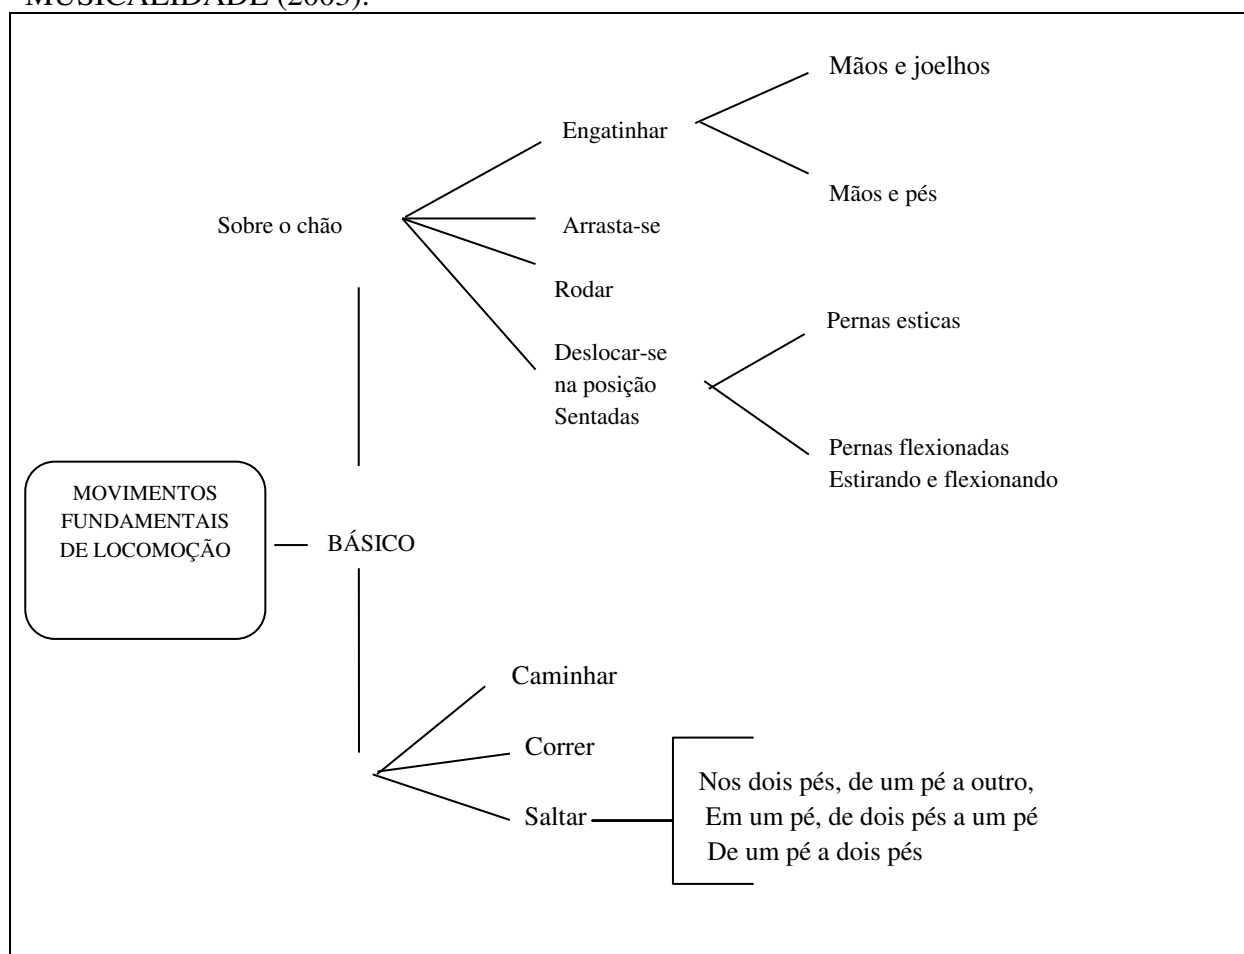 MUSICALIDADE (2003).
Mãos e joelhos
Engatinhar
Mãos e pés
Sobre o chão
Arrasta-se
Rodar
Pernas esticas
Deslocar-se
na posição
Sentadas
Pernas flexionadas
Estirando e flexionando
MOVIMENTOS
FUNDAMENTAIS
DE LOCOMOÇÃO
BÁSICO
Caminhar
Correr
Saltar
Nos dois pés, de um pé a outro,
Em um pé, de dois pés a um pé
De um pé a dois pés